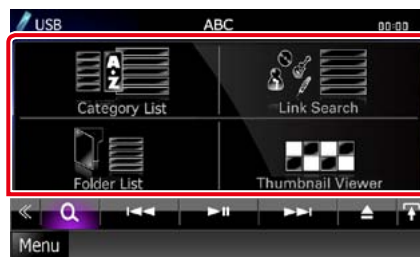 USB ABC 00:00
A
Z
Category List Link Search
Folder List Thumbnail Viewer
Menu